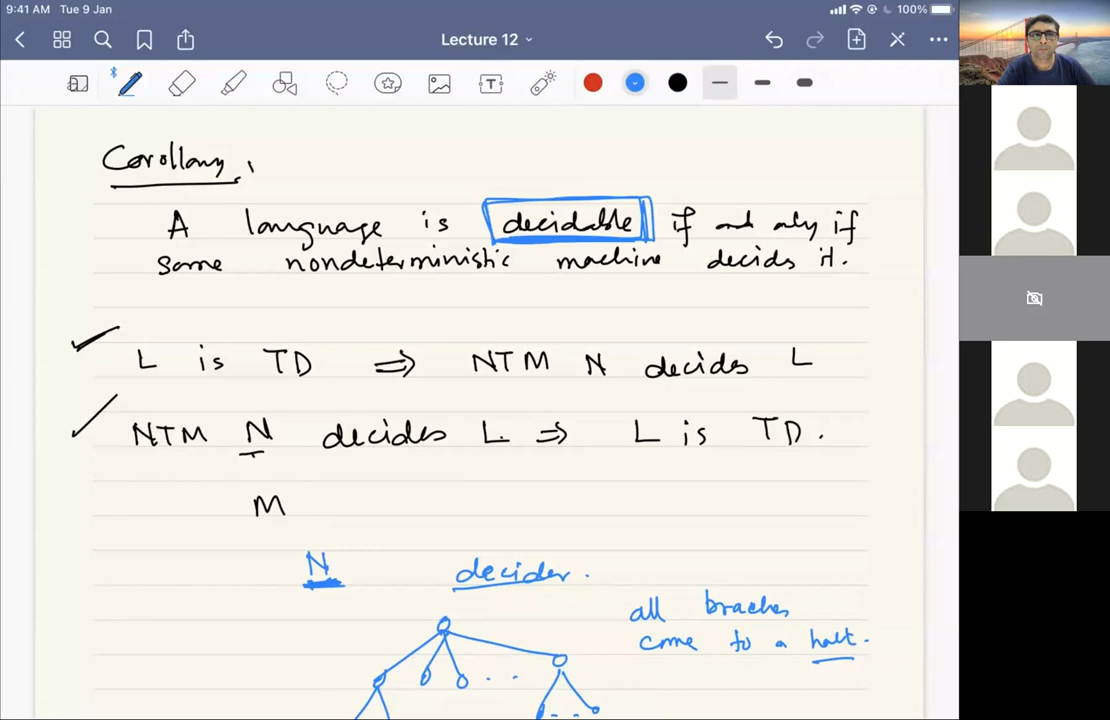 9:41 AM Tue 9 Jan
100%
Lecture 12
Corollary:
A language is decidable if and only if
some nondeterministic machine decides it.
L is TD ⇒ NTM N decides L
NTM N decides L ⇒ L is TD.
M
N decider.
all braches
come to a halt.